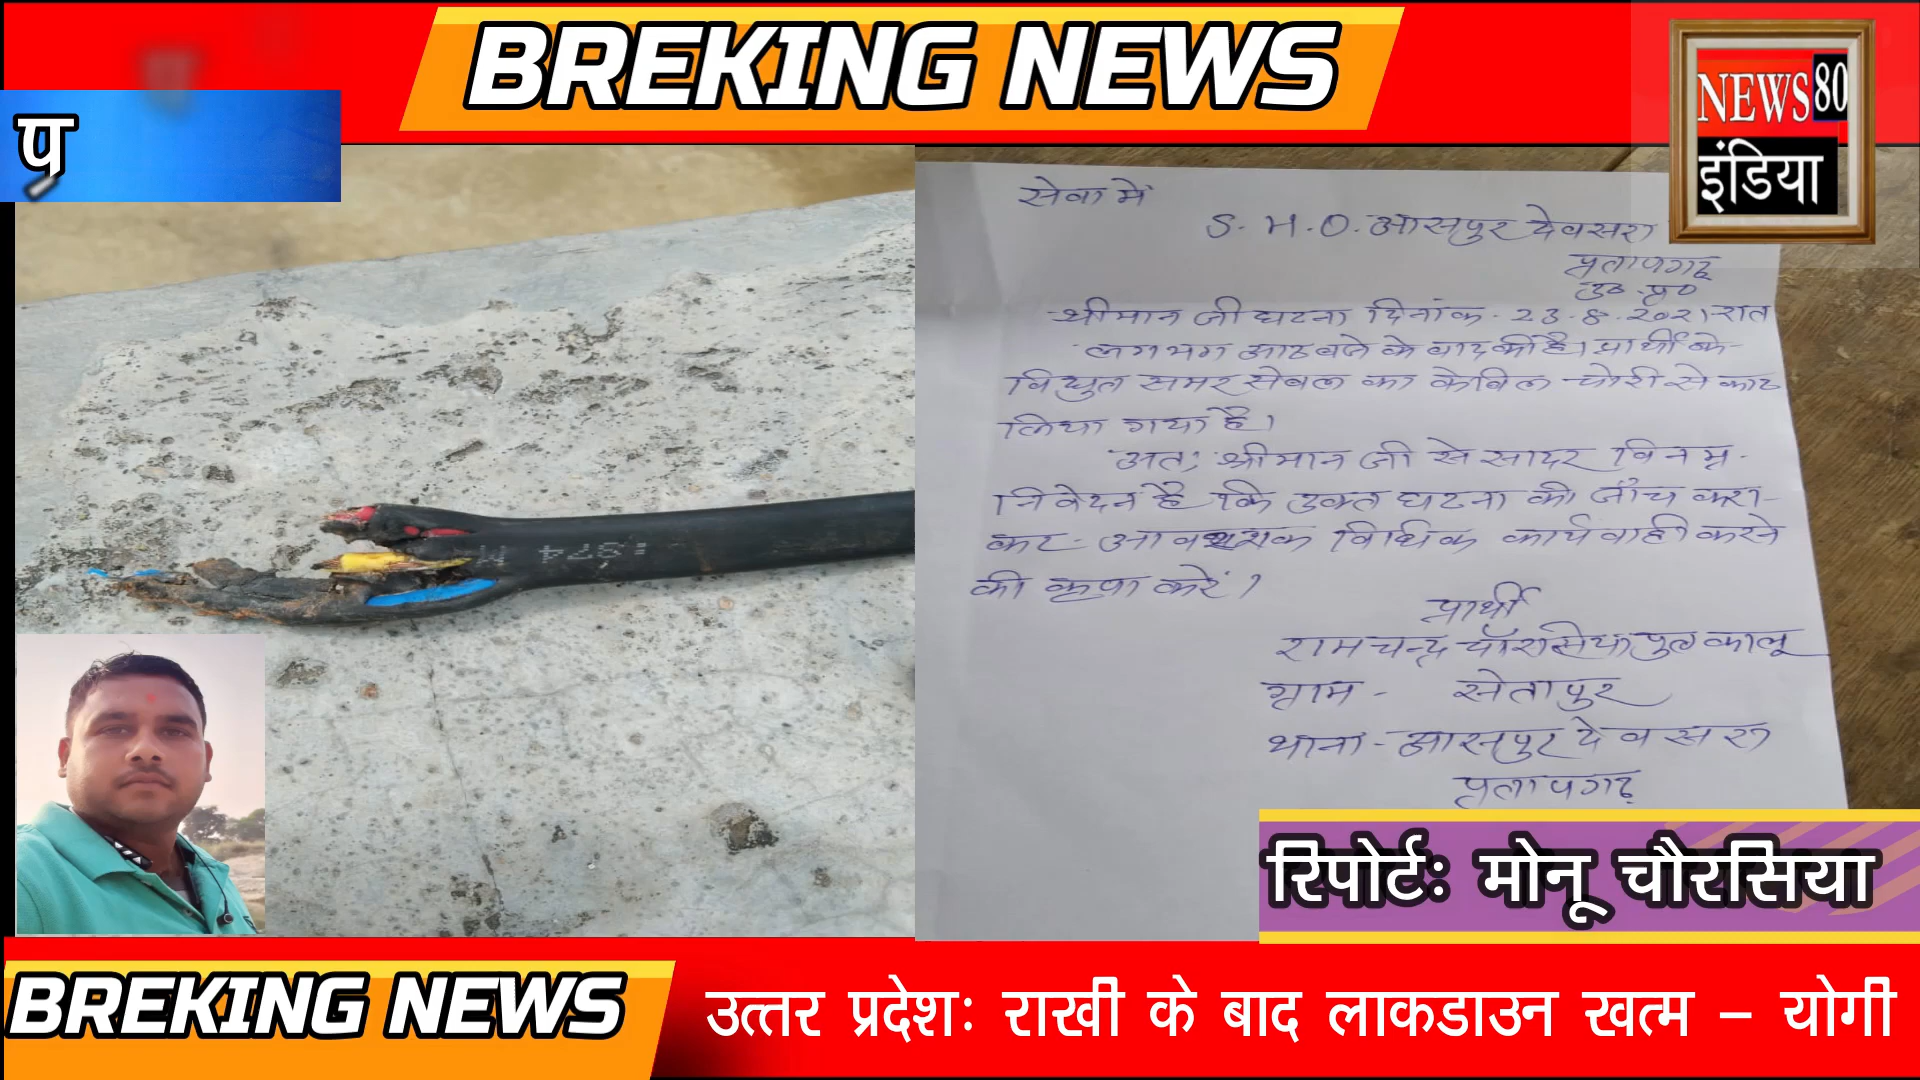 BREKING NEWS
NEWS 80
इंडिया
प
सेवा में
S.H.O. आसपुर देवसरा
प्रतापगढ़
उ० प्र०
श्रीमान जी घटना दिनांक 23.8.2021 रात
लगभग आठ बजे के बाद की है। प्रार्थी के
विद्युत समर सेबल का केबिल चोरी से काट
लिया गया है।
अतः श्रीमान जी से सादर विनम्र
निवेदन है कि उक्त घटना की जाँच करा-
कर आवश्यक विधिक कार्यवाही करने
की कृपा करें।
प्रार्थी
रामचन्द्र चौरसिया पुत्र कालू
ग्राम - सेतापुर
थाना - आसपुर देवसरा
प्रतापगढ़
रिपोर्टः मोनू चौरसिया
BREKING NEWS
उत्तर प्रदेशः राखी के बाद लाकडाउन खत्म – योगी